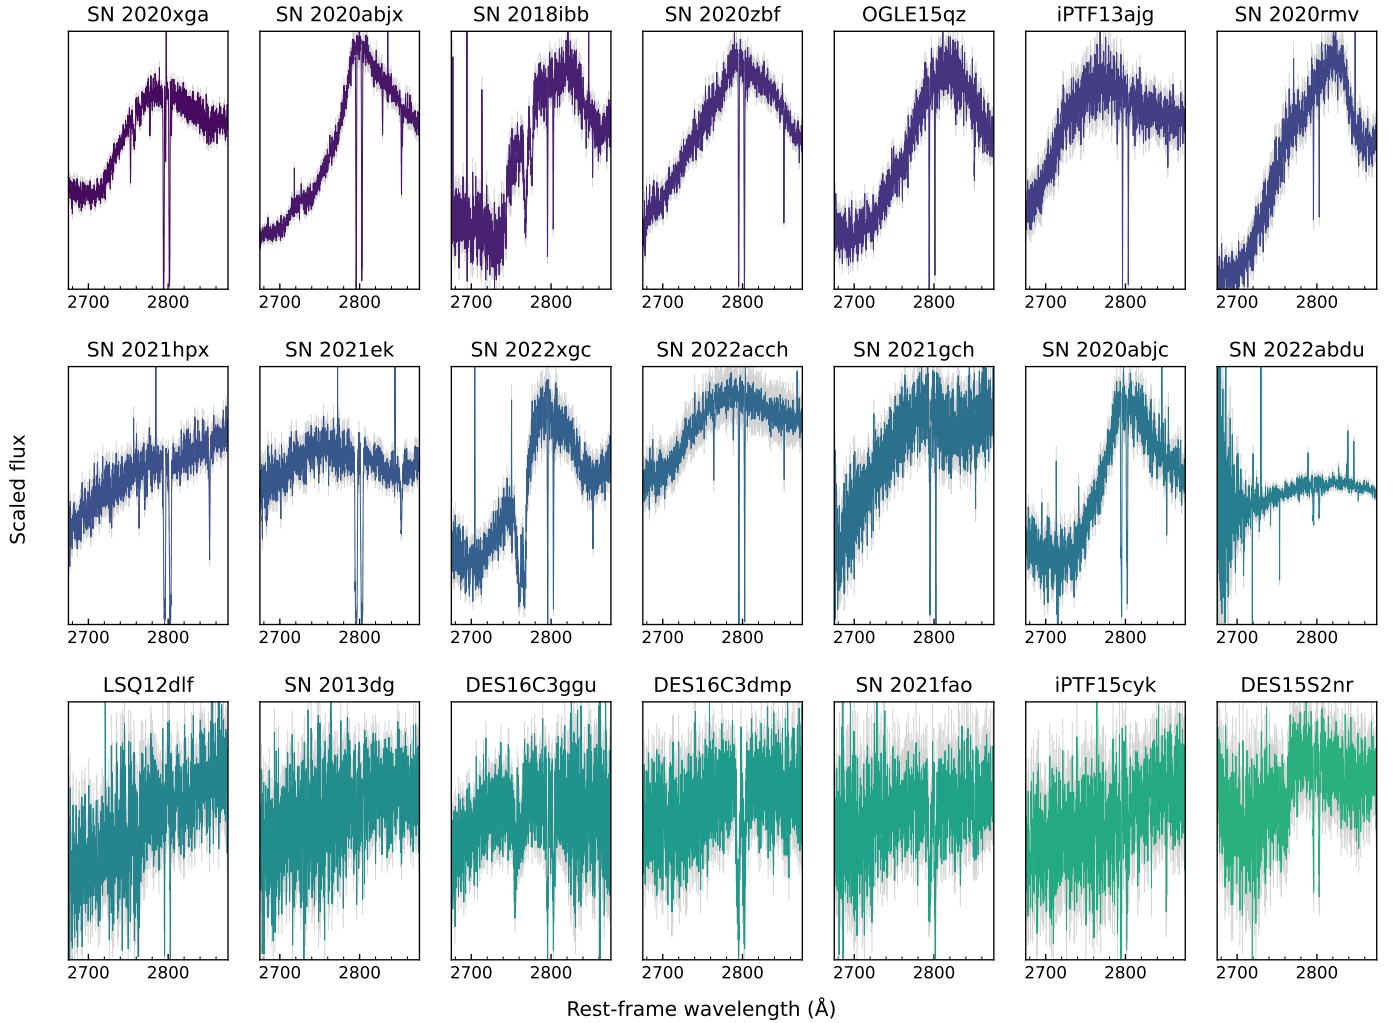 SN 2020xga SN 2020abjx SN 2018ibb SN 2020zbf OGLE15qz iPTF13ajg SN 2020rmv
2700 2800 2700 2800 2700 2800 2700 2800 2700 2800 2700 2800 2700 2800
SN 2021hpx SN 2021ek SN 2022xgc SN 2022acch SN 2021gch SN 2020abjc SN 2022abdu
Scaled flux
2700 2800 2700 2800 2700 2800 2700 2800 2700 2800 2700 2800 2700 2800
LSQ12dlf SN 2013dg DES16C3ggu DES16C3dmp SN 2021fao iPTF15cyk DES15S2nr
2700 2800 2700 2800 2700 2800 2700 2800 2700 2800 2700 2800 2700 2800
Rest-frame wavelength (Å)